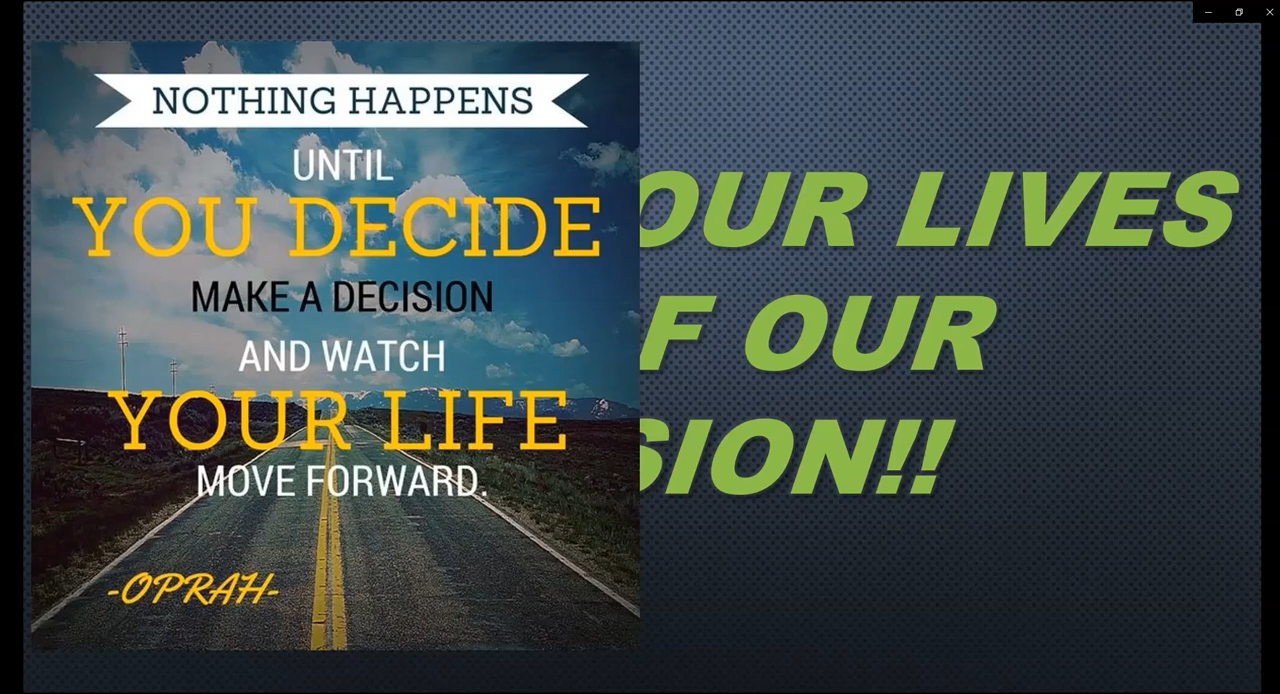 NOTHING HAPPENS
UNTIL
YOU DECIDE
MAKE A DECISION
AND WATCH
YOUR LIFE
MOVE FORWARD.
-OPRAH-
OUR LIVES
F OUR
SION!!